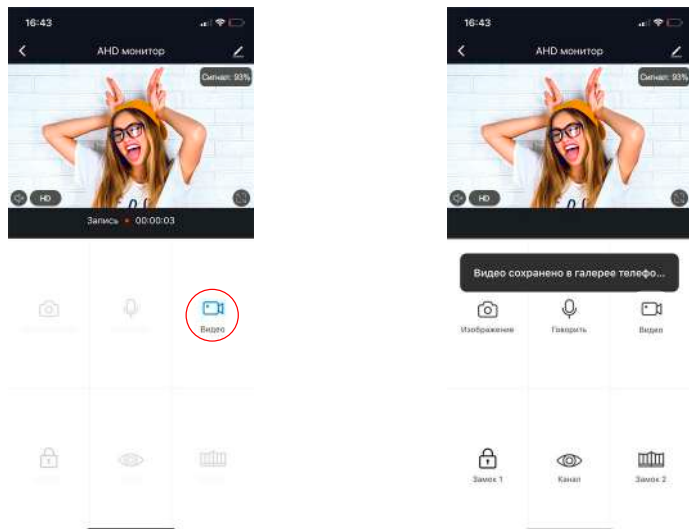 16:43
AHD монитор
Сигнал: 93%
HD
Запись 00:00:03
Видео
16:43
AHD монитор
Сигнал: 93%
HD
Видео сохранено в галерее телефо...
Изображение
Говорить
Видео
Замок 1
Канал
Замок 2